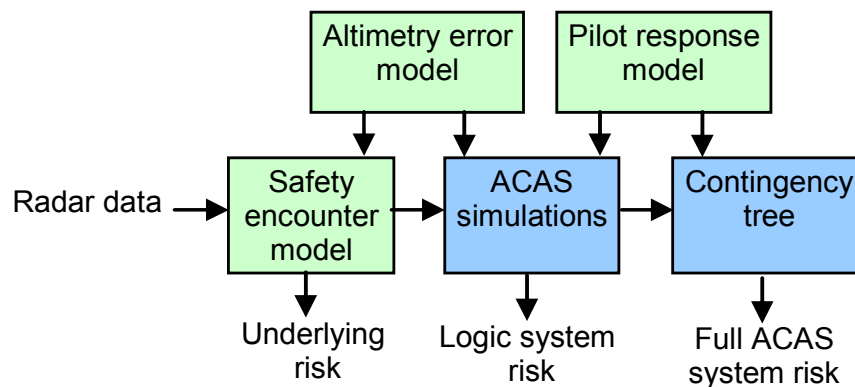 Altimetry error
model
Pilot response
model
Radar data
Safety
encounter
model
ACAS
simulations
Contingency
tree
Underlying
risk
Logic system
risk
Full ACAS
system risk